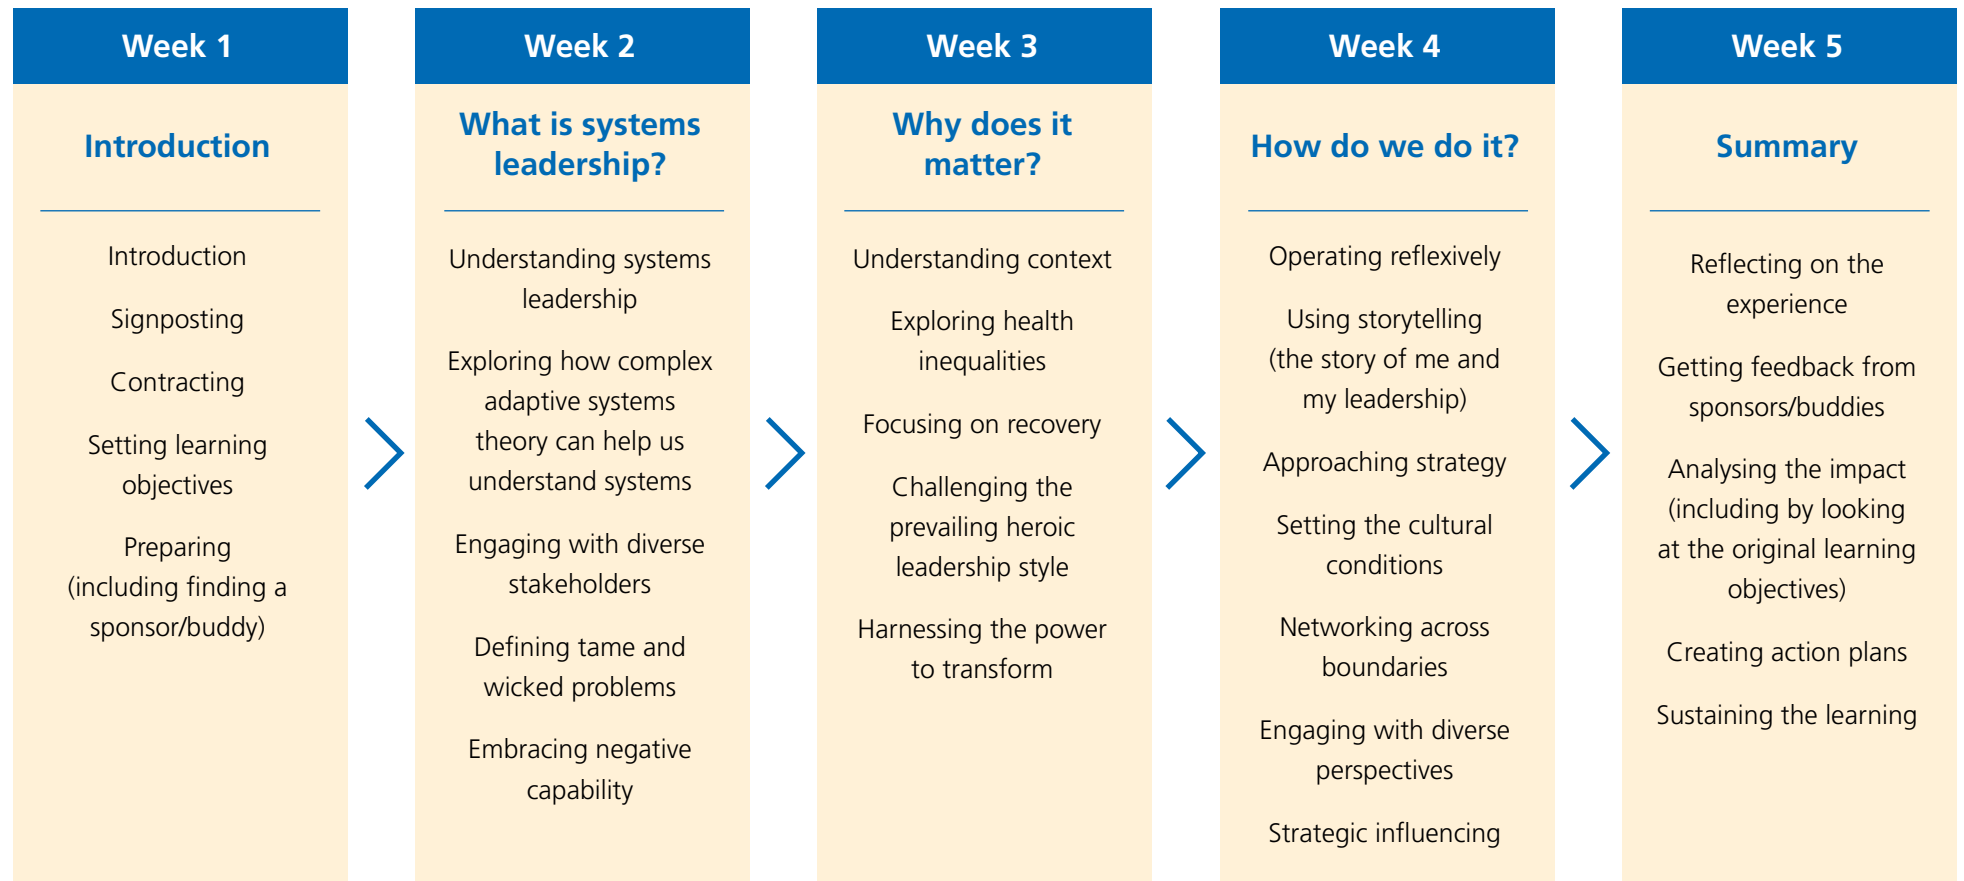 Week 1
Introduction
Introduction
Signposting
Contracting
Setting learning
objectives
Preparing
(including finding a
sponsor/buddy)
Week 2
What is systems
leadership?
Understanding systems
leadership
Exploring how complex
adaptive systems
theory can help us
understand systems
Engaging with diverse
stakeholders
Defining tame and
wicked problems
Embracing negative
capability
Week 3
Why does it
matter?
Understanding context
Exploring health
inequalities
Focusing on recovery
Challenging the
prevailing heroic
leadership style
Harnessing the power
to transform
Week 4
How do we do it?
Operating reflexively
Using storytelling
(the story of me and
my leadership)
Approaching strategy
Setting the cultural
conditions
Networking across
boundaries
Engaging with diverse
perspectives
Strategic influencing
Week 5
Summary
Reflecting on the
experience
Getting feedback from
sponsors/buddies
Analysing the impact
(including by looking
at the original learning
objectives)
Creating action plans
Sustaining the learning